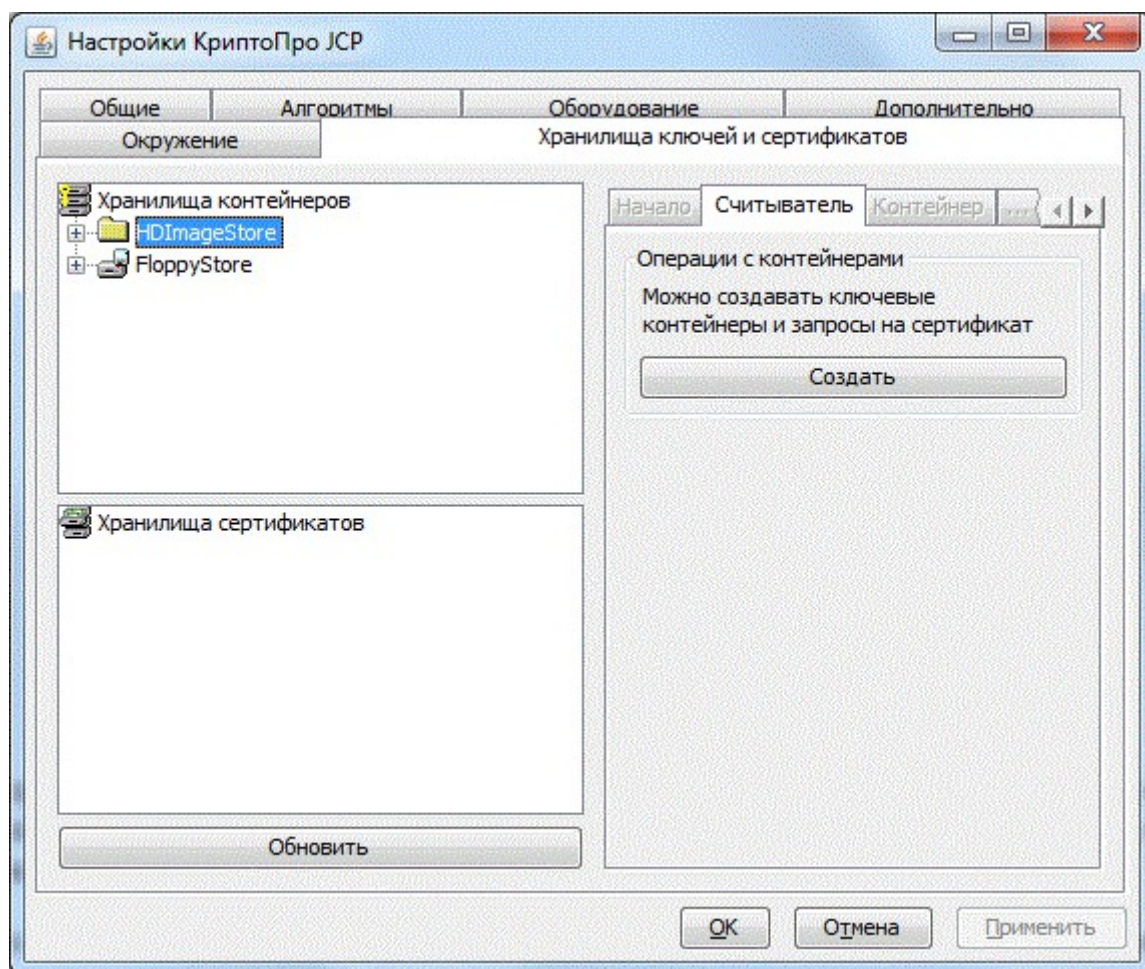 Настройки КриптоПро JCP
Общие
Алгоритмы
Оборудование
Дополнительно
Окружение
Хранилища ключей и сертификатов
Хранилища контейнеров
HDImageStore
FloppyStore
Хранилища сертификатов
Обновить
Начало
Считыватель
Контейнер
...
Операции с контейнерами
Можно создавать ключевые
контейнеры и запросы на сертификат
Создать
OK
Отмена
Применить